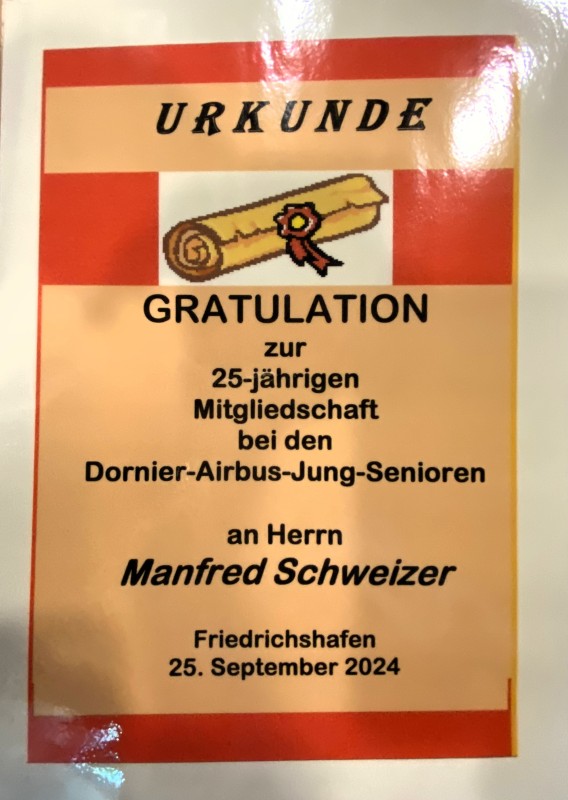 URKUNDE
GRATULATION
zur
25-jährigen
Mitgliedschaft
bei den
Dornier-Airbus-Jung-Senioren
an Herrn
Manfred Schweizer
Friedrichshafen
25. September 2024